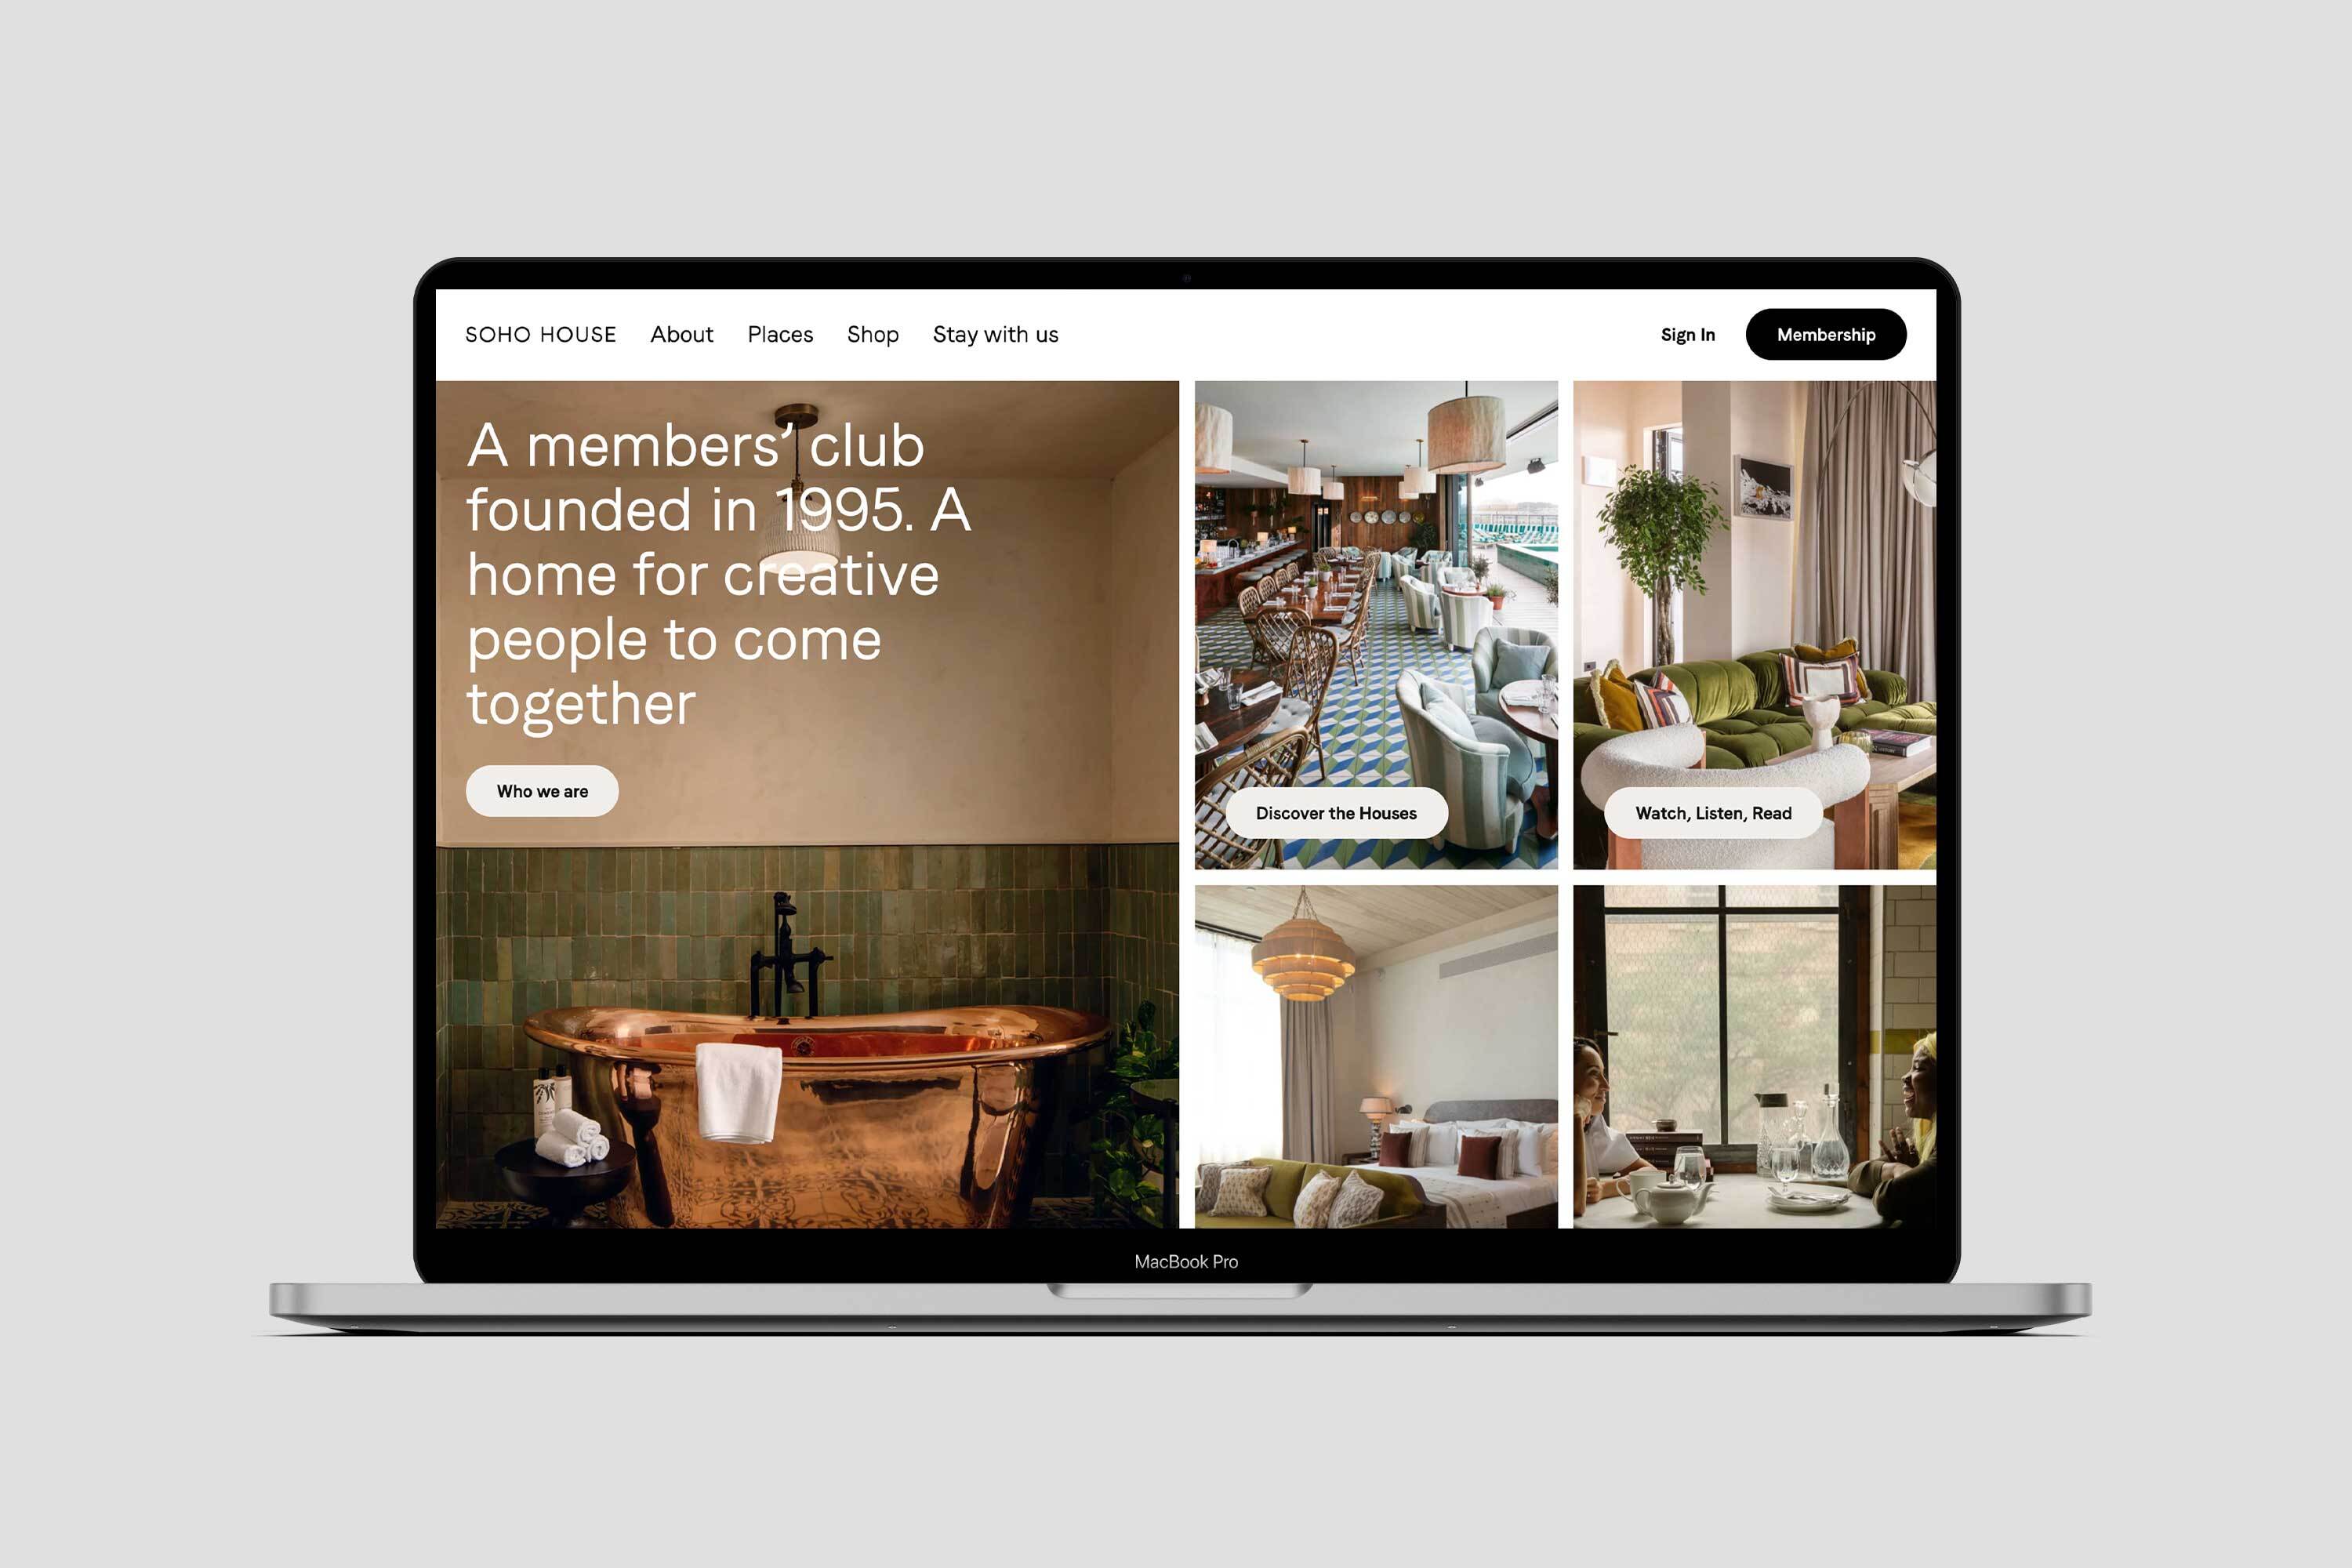 SOHO HOUSE About Places Shop Stay with us Sign In Membership
A members’ club
founded in 1995. A
home for creative
people to come
together
Who we are
Discover the Houses
Watch, Listen, Read
MacBook Pro